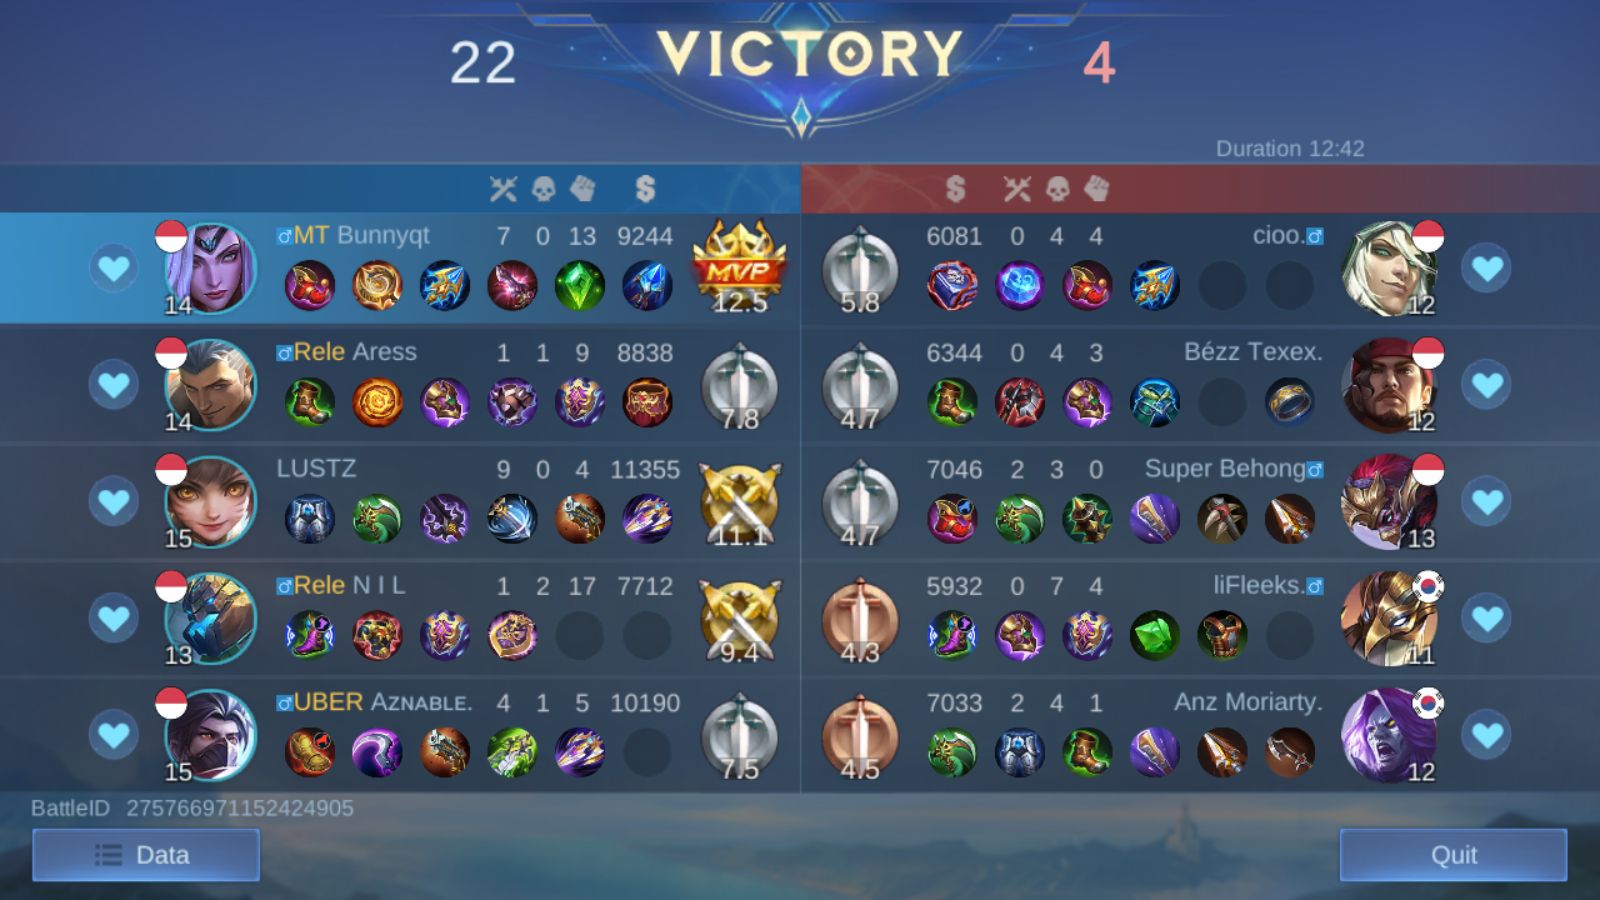 22 VICTORY 4
Duration 12:42
MT Bunnyqt 7 0 13 9244 MVP 12.5 14
5.8 6081 0 4 4 cioo. 12
Rele Aress 1 1 9 8838 7.8 14
4.7 6344 0 4 3 Bézz Texex. 12
LUSTZ 9 0 4 11355 11.1 15
4.7 7046 2 3 0 Super Behong 13
Rele N I L 1 2 17 7712 9.4 13
4.3 5932 0 7 4 liFleeks. 11
UBER AZNABLE. 4 1 5 10190 7.5 15
4.5 7033 2 4 1 Anz Moriarty. 12
BattleID 275766971152424905
Data
Quit